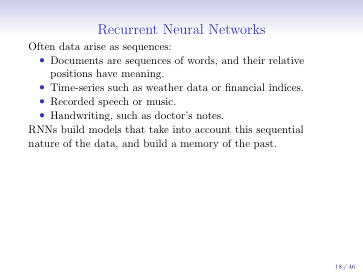 Recurrent Neural Networks
Often data arise as sequences:
• Documents are sequences of words, and their relative
positions have meaning.
• Time-series such as weather data or financial indices.
• Recorded speech or music.
• Handwriting, such as doctor's notes.
RNNs build models that take into account this sequential
nature of the data, and build a memory of the past.
18 / 46